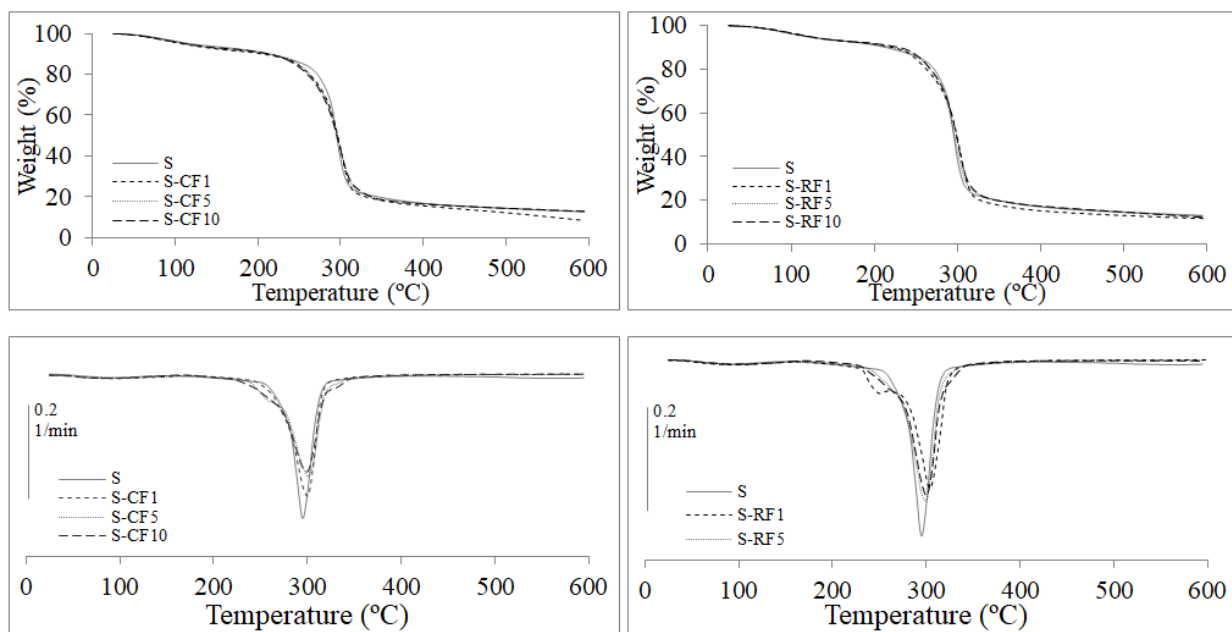 100
80
60
40
20
0
Weight (%)
S
S-CF1
S-CF5
S-CF10
0 100 200 300 400 500 600
Temperature (ºC)
100
80
60
40
20
0
Weight (%)
S
S-RF1
S-RF5
S-RF10
0 100 200 300 400 500 600
Temperature (ºC)
0.2
1/min
S
S-CF1
S-CF5
S-CF10
0 100 200 300 400 500 600
Temperature (ºC)
0.2
1/min
S
S-RF1
S-RF5
0 100 200 300 400 500 600
Temperature (ºC)